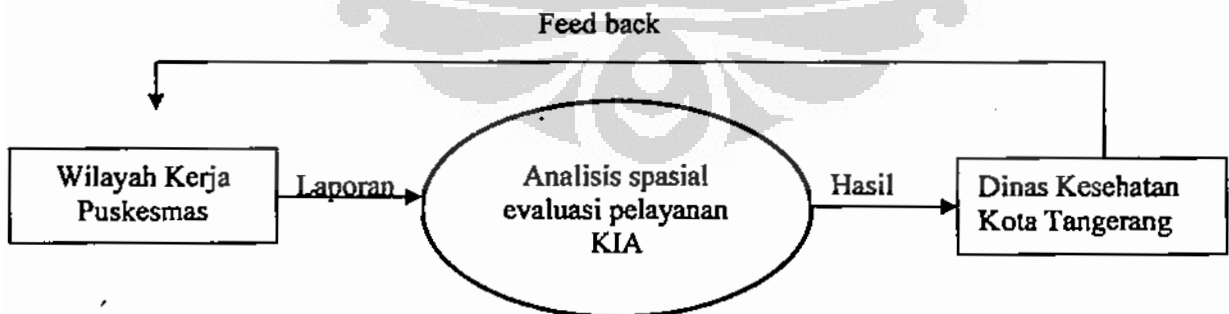 Feed back
Wilayah Kerja
Puskesmas
Laporan
Analisis spasial
evaluasi pelayanan
KIA
Hasil
Dinas Kesehatan
Kota Tangerang